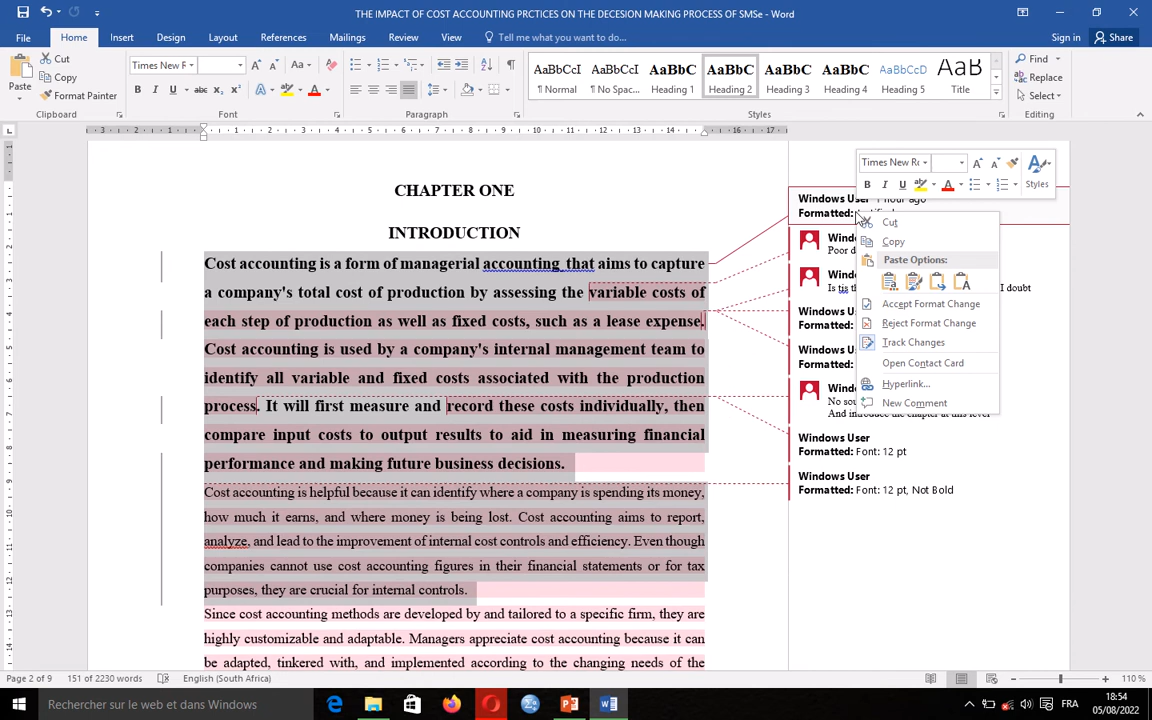 THE IMPACT OF COST ACCOUNTING PRCTICES ON THE DECESION MAKING PROCESS OF SMSe - Word
File Home Insert Design Layout References Mailings Review View Tell me what you want to do... Sign in Share
Paste
Cut
Copy
Format Painter
Clipboard
Times New R
Font
Paragraph
AaBbCcI AaBbCcI AaBbC AaBbC AaBbC AaBbC AaBbCcD AaB
¶ Normal ¶ No Spac... Heading 1 Heading 2 Heading 3 Heading 4 Heading 5 Title
Styles
Find
Replace
Select
Editing
CHAPTER ONE
INTRODUCTION
Cost accounting is a form of managerial accounting that aims to capture
a company's total cost of production by assessing the variable costs of
each step of production as well as fixed costs, such as a lease expense.
Cost accounting is used by a company's internal management team to
identify all variable and fixed costs associated with the production
process. It will first measure and record these costs individually, then
compare input costs to output results to aid in measuring financial
performance and making future business decisions.
Cost accounting is helpful because it can identify where a company is spending its money,
how much it earns, and where money is being lost. Cost accounting aims to report,
analyze, and lead to the improvement of internal cost controls and efficiency. Even though
companies cannot use cost accounting figures in their financial statements or for tax
purposes, they are crucial for internal controls.
Since cost accounting methods are developed by and tailored to a specific firm, they are
highly customizable and adaptable. Managers appreciate cost accounting because it can
be adapted, tinkered with, and implemented according to the changing needs of the
Times New Ro
Styles
Windows User 1 hour ago
Formatted:
Cut
Copy
Paste Options:
Accept Format Change
Reject Format Change
Track Changes
Open Contact Card
Hyperlink...
New Comment
Wind
Poor d
Wind
Is tis th
I doubt
Windows U
Formatted: F
Windows U
Formatted: F
Wind
No sou
And introduce the chapter at this level
Windows User
Formatted: Font: 12 pt
Windows User
Formatted: Font: 12 pt, Not Bold
Page 2 of 9 151 of 2230 words English (South Africa) 110 %
Rechercher sur le web et dans Windows
FRA
18:54
05/08/2022